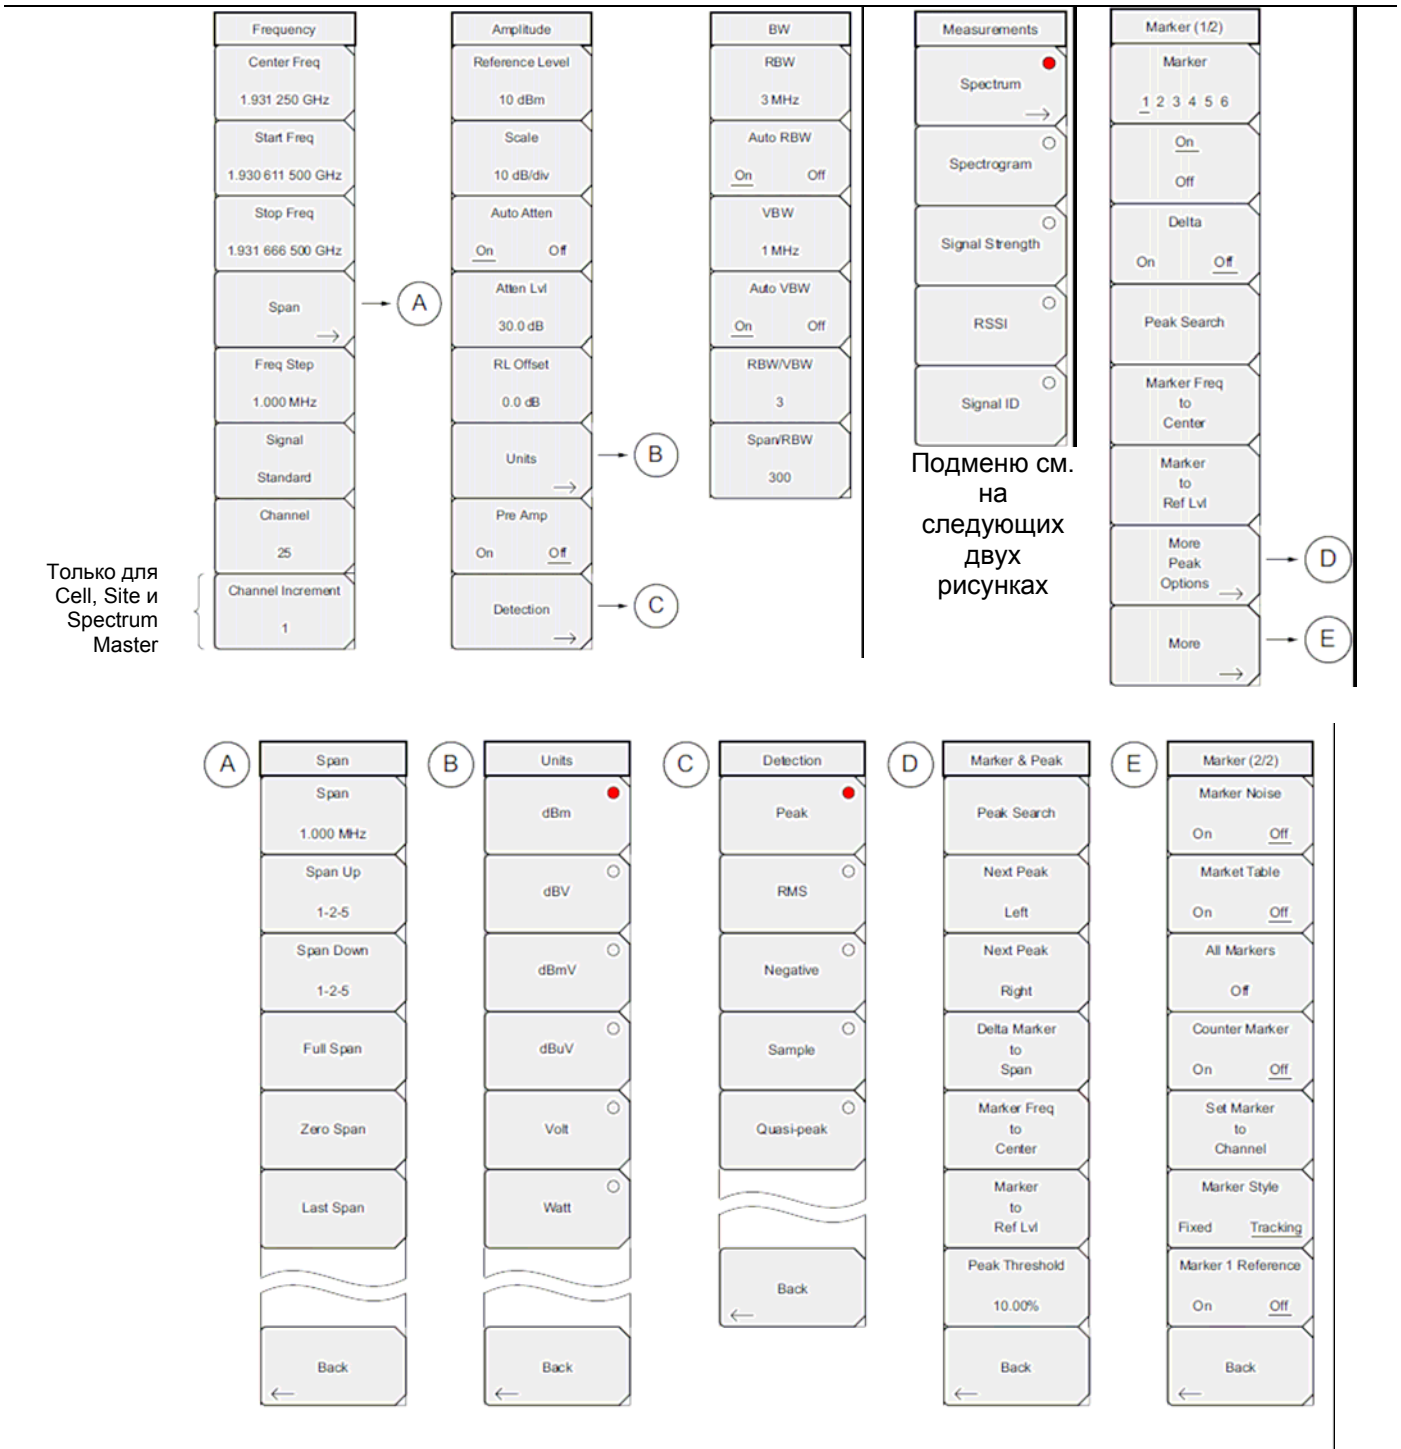 Frequency
Center Freq
1.931 250 GHz
Start Freq
1.930 611 500 GHz
Stop Freq
1.931 666 500 GHz
Span
A
Freq Step
1.000 MHz
Signal
Standard
Channel
25
Channel Increment
1
Только для
Cell, Site и
Spectrum
Master
Amplitude
Reference Level
10 dBm
Scale
10 dB/div
Auto Atten
On Off
Atten Lvl
30.0 dB
RL Offset
0.0 dB
Units
B
Pre Amp
On Off
Detection
C
BW
RBW
3 MHz
Auto RBW
On Off
VBW
1 MHz
Auto VBW
On Off
RBW/VBW
3
Span/RBW
300
Measurements
Spectrum
Spectrogram
Signal Strength
RSSI
Signal ID
Подменю см.
на
следующих
двух
рисунках
Marker (1/2)
Marker
1 2 3 4 5 6
On
Off
Delta
On Off
Peak Search
Marker Freq
to
Center
Marker
to
Ref Lvl
More
Peak
Options
D
More
E
A
Span
Span
1.000 MHz
Span Up
1-2-5
Span Down
1-2-5
Full Span
Zero Span
Last Span
Back
B
Units
dBm
dBV
dBmV
dBuV
Volt
Watt
Back
C
Detection
Peak
RMS
Negative
Sample
Quasi-peak
Back
D
Marker & Peak
Peak Search
Next Peak
Left
Next Peak
Right
Delta Marker
to
Span
Marker Freq
to
Center
Marker
to
Ref Lvl
Peak Threshold
10.00%
Back
E
Marker (2/2)
Marker Noise
On Off
Market Table
On Off
All Markers
Off
Counter Marker
On Off
Set Marker
to
Channel
Marker Style
Fixed Tracking
Marker 1 Reference
On Off
Back